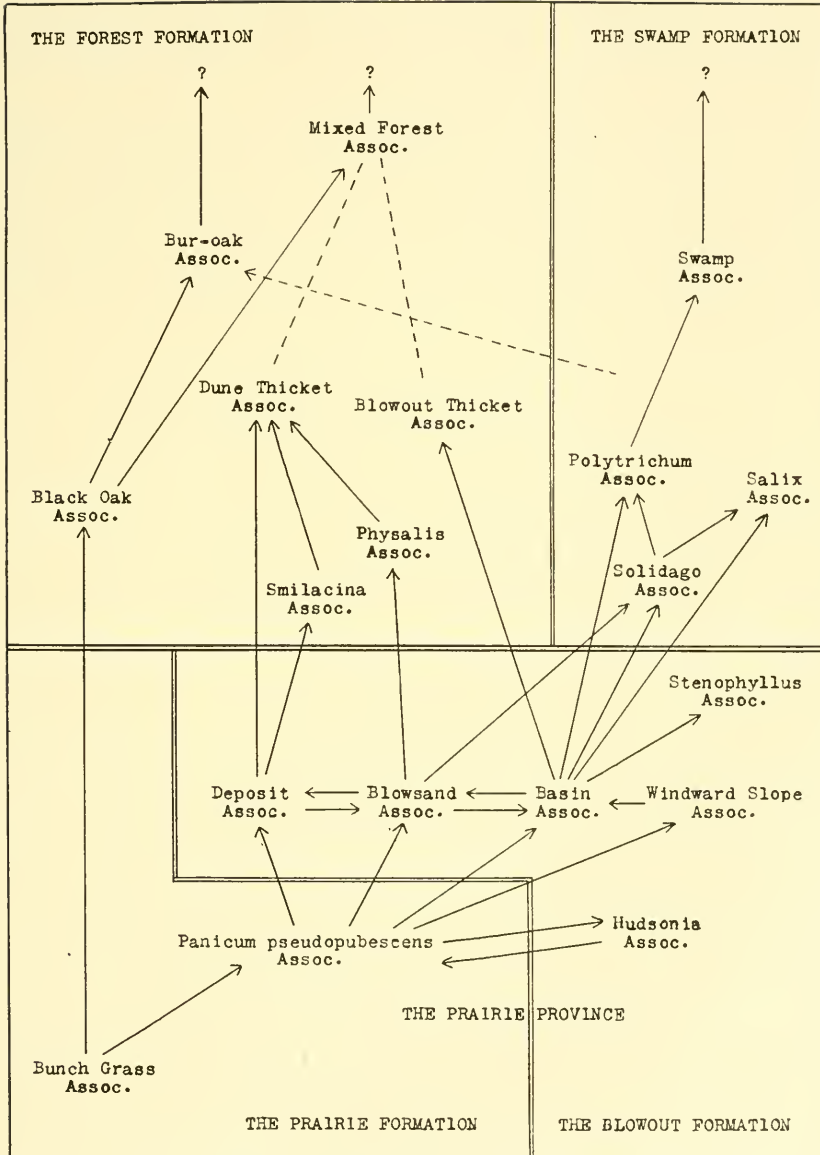 THE FOREST FORMATION
THE SWAMP FORMATION
?
?
?
Mixed Forest
Assoc.
Bur-oak
Assoc.
Swamp
Assoc.
Dune Thicket
Assoc.
Blowout Thicket
Assoc.
Polytrichum
Assoc.
Salix
Assoc.
Black Oak
Assoc.
Physalis
Assoc.
Solidago
Assoc.
Smilacina
Assoc.
Stenophyllus
Assoc.
Deposit
Assoc.
Blowsand
Assoc.
Basin
Assoc.
Windward Slope
Assoc.
Panicum pseudopubescens
Assoc.
Hudsonia
Assoc.
THE PRAIRIE PROVINCE
Bunch Grass
Assoc.
THE PRAIRIE FORMATION
THE BLOWOUT FORMATION